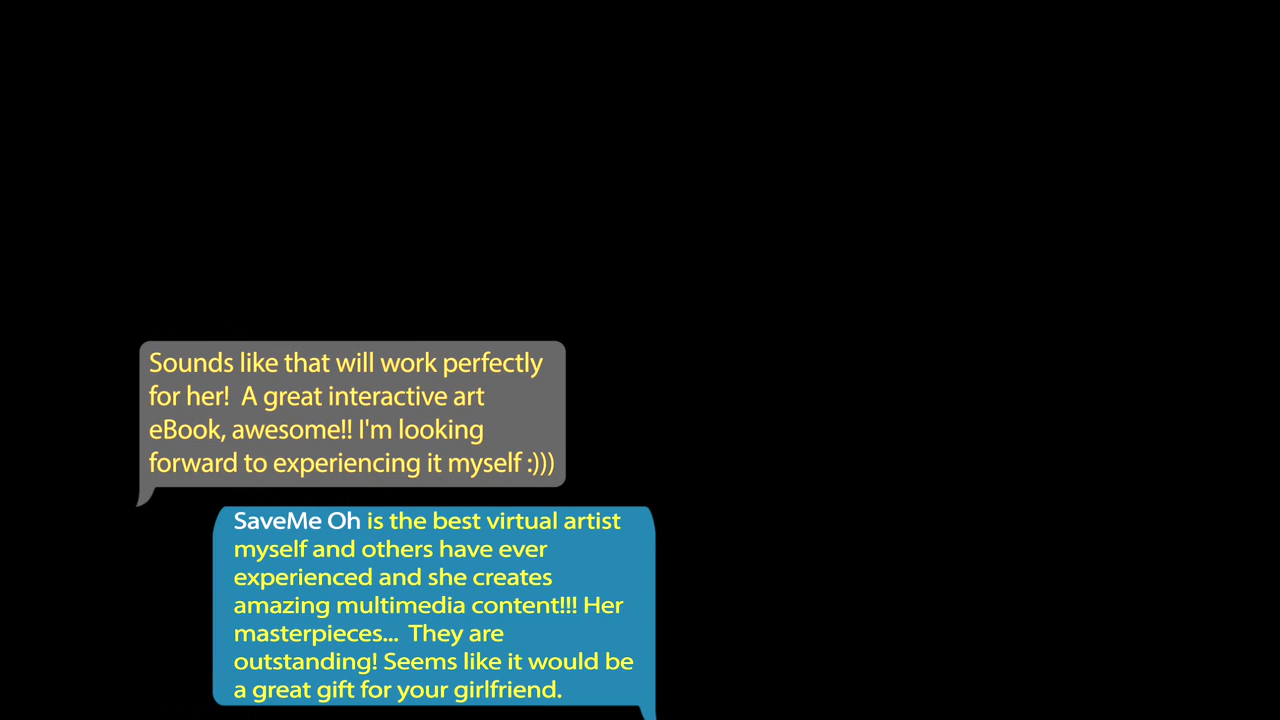 Sounds like that will work perfectly
for her!  A great interactive art
eBook, awesome!! I'm looking
forward to experiencing it myself :)))
SaveMe Oh is the best virtual artist
myself and others have ever
experienced and she creates
amazing multimedia content!!! Her
masterpieces...  They are
outstanding! Seems like it would be
a great gift for your girlfriend.